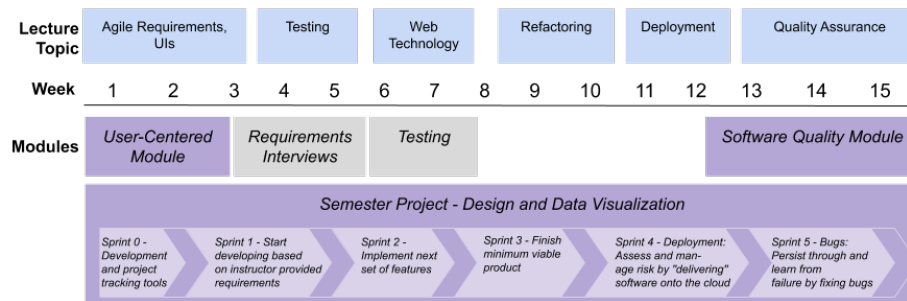 Lecture Topic
Agile Requirements,
UIs
Testing
Web
Technology
Refactoring
Deployment
Quality Assurance
Week
1 2 3 4 5 6 7 8 9 10 11 12 13 14 15
Modules
User-Centered
Module
Requirements
Interviews
Testing
Software Quality Module
Semester Project - Design and Data Visualization
Sprint 0 -
Development
and project
tracking tools
Sprint 1 - Start
developing based
on instructor provided
requirements
Sprint 2 -
Implement next
set of features
Sprint 3 - Finish
minimum viable
product
Sprint 4 - Deployment:
Assess and man-
age risk by "delivering"
software onto the cloud
Sprint 5 - Bugs:
Persist through and
learn from
failure by fixing bugs